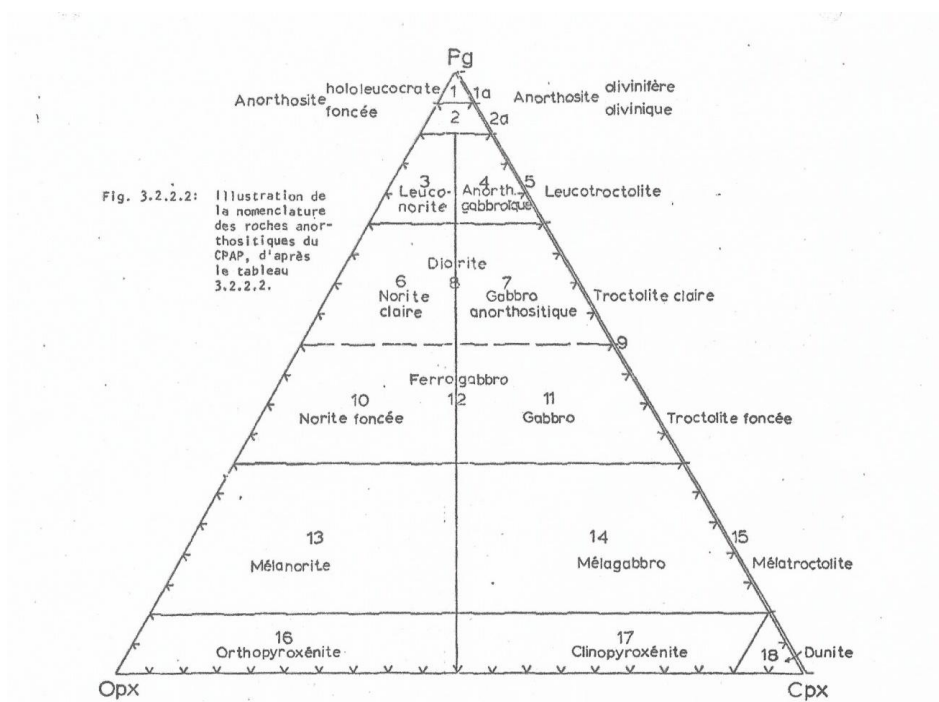 Pg
hololeucocrate
Anorthosite
foncée
1
1a
2
2a
Anorthosite
olivinifère
olivinique
Fig. 3.2.2.2: Illustration de
la nomenclature
des roches anor-
thositiques du
CPAP, d'après
le tableau
3.2.2.2.
3
Leuco-
norite
4
Anorth.
gabbroïque
5
Leucotroctolite
Diorite
6
8
7
Norite
claire
Gabbro
anorthositique
Troctolite claire
9
Ferrogabbro
10
12
11
Norite foncée
Gabbro
Troctolite foncée
13
14
15
Mélanorite
Mélagabbro
Mélatroctolite
16
17
Orthopyroxénite
Clinopyroxénite
18
Dunite
Opx
Cpx